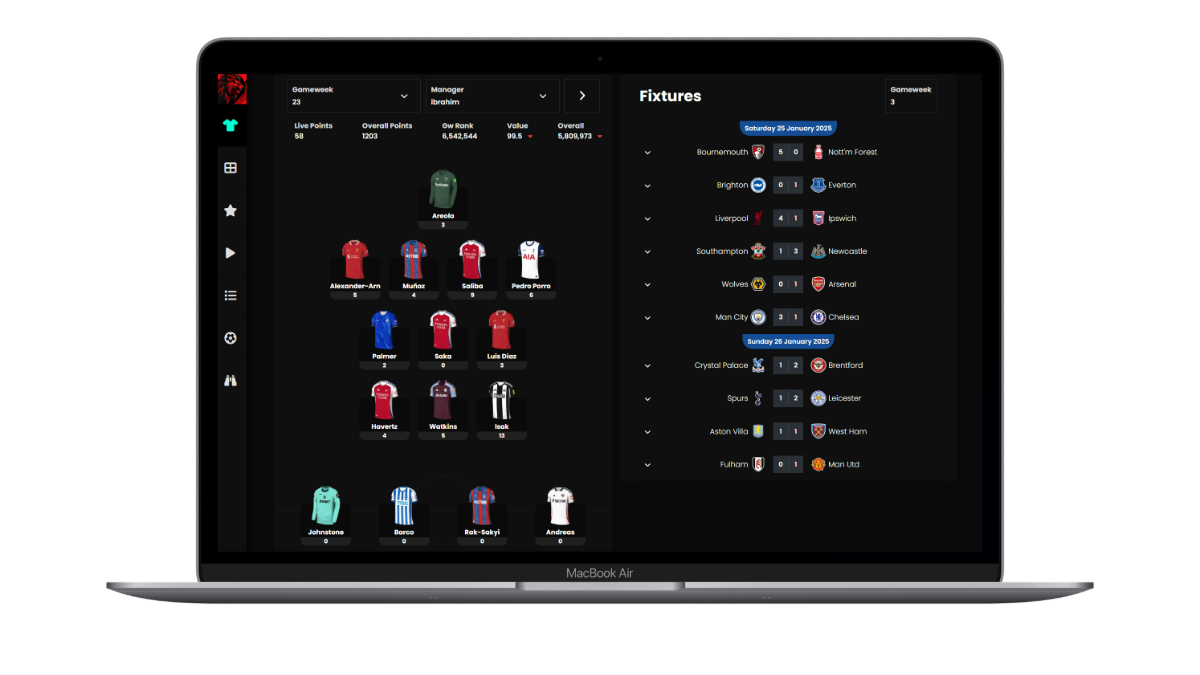 Gameweek
23
Manager
ibrahim
Live Points
58
Overall Points
1203
Gw Rank
6,542,544
Value
99.5
Overall
5,809,973
Areola
3
Alexander-Arn
5
Muñoz
4
Saliba
9
Pedro Porro
6
Palmer
2
Saka
0
Luis Díaz
3
Havertz
4
Watkins
5
Isak
13
Johnstone
0
Barco
0
Rak-Sakyi
0
Andreas
0
Fixtures
Gameweek
3
Saturday 25 January 2025
Bournemouth 5 0 Nott'm Forest
Brighton 0 1 Everton
Liverpool 4 1 Ipswich
Southampton 1 3 Newcastle
Wolves 0 1 Arsenal
Man City 3 1 Chelsea
Sunday 26 January 2025
Crystal Palace 1 2 Brentford
Spurs 1 2 Leicester
Aston Villa 1 1 West Ham
Fulham 0 1 Man Utd
AIA
MacBook Air